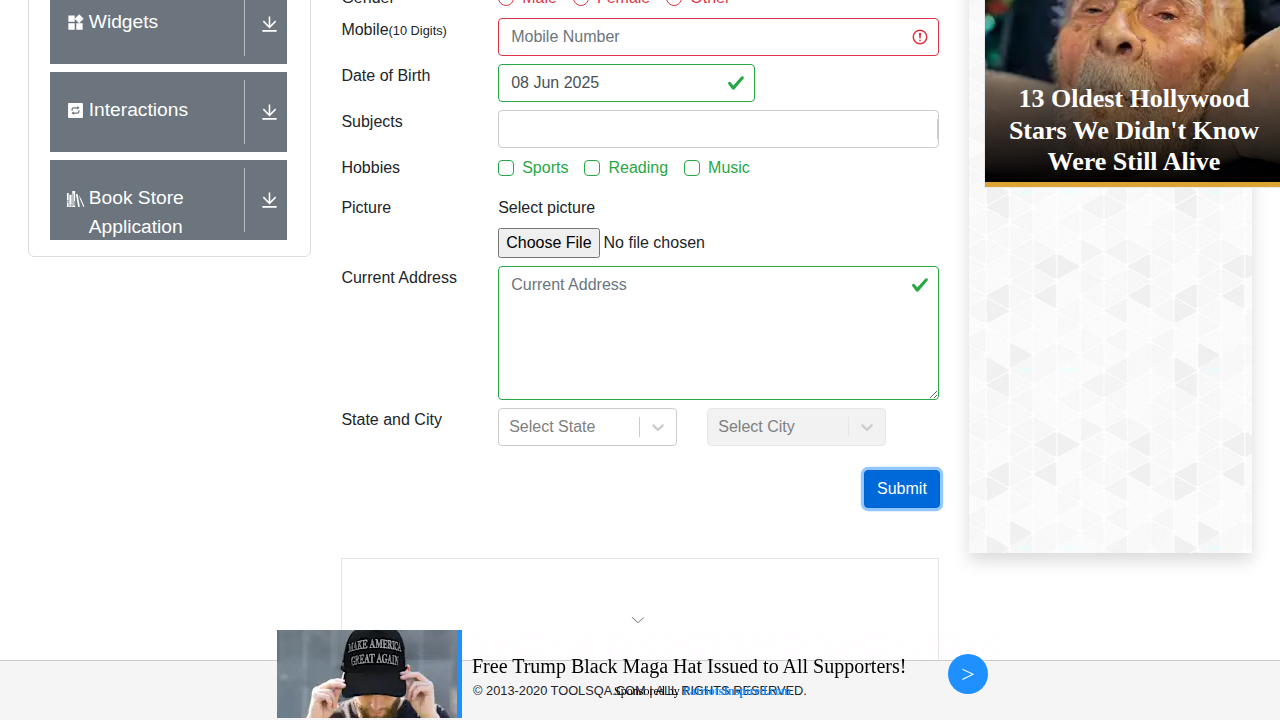 Gender
Male Female Other
Widgets
Mobile(10 Digits)
Mobile Number
Date of Birth
08 Jun 2025
Interactions
Subjects
Hobbies
Sports Reading Music
Book Store
Application
Picture
Select picture
Choose File No file chosen
Current Address
Current Address
State and City
Select State
Select City
Submit
13 Oldest Hollywood
Stars We Didn't Know
Were Still Alive
MAKE AMERICA
GREAT AGAIN
Free Trump Black Maga Hat Issued to All Supporters!
© 2013-2020 TOOLSQA.COM | ALL RIGHTS RESERVED.
Sponsored by
>